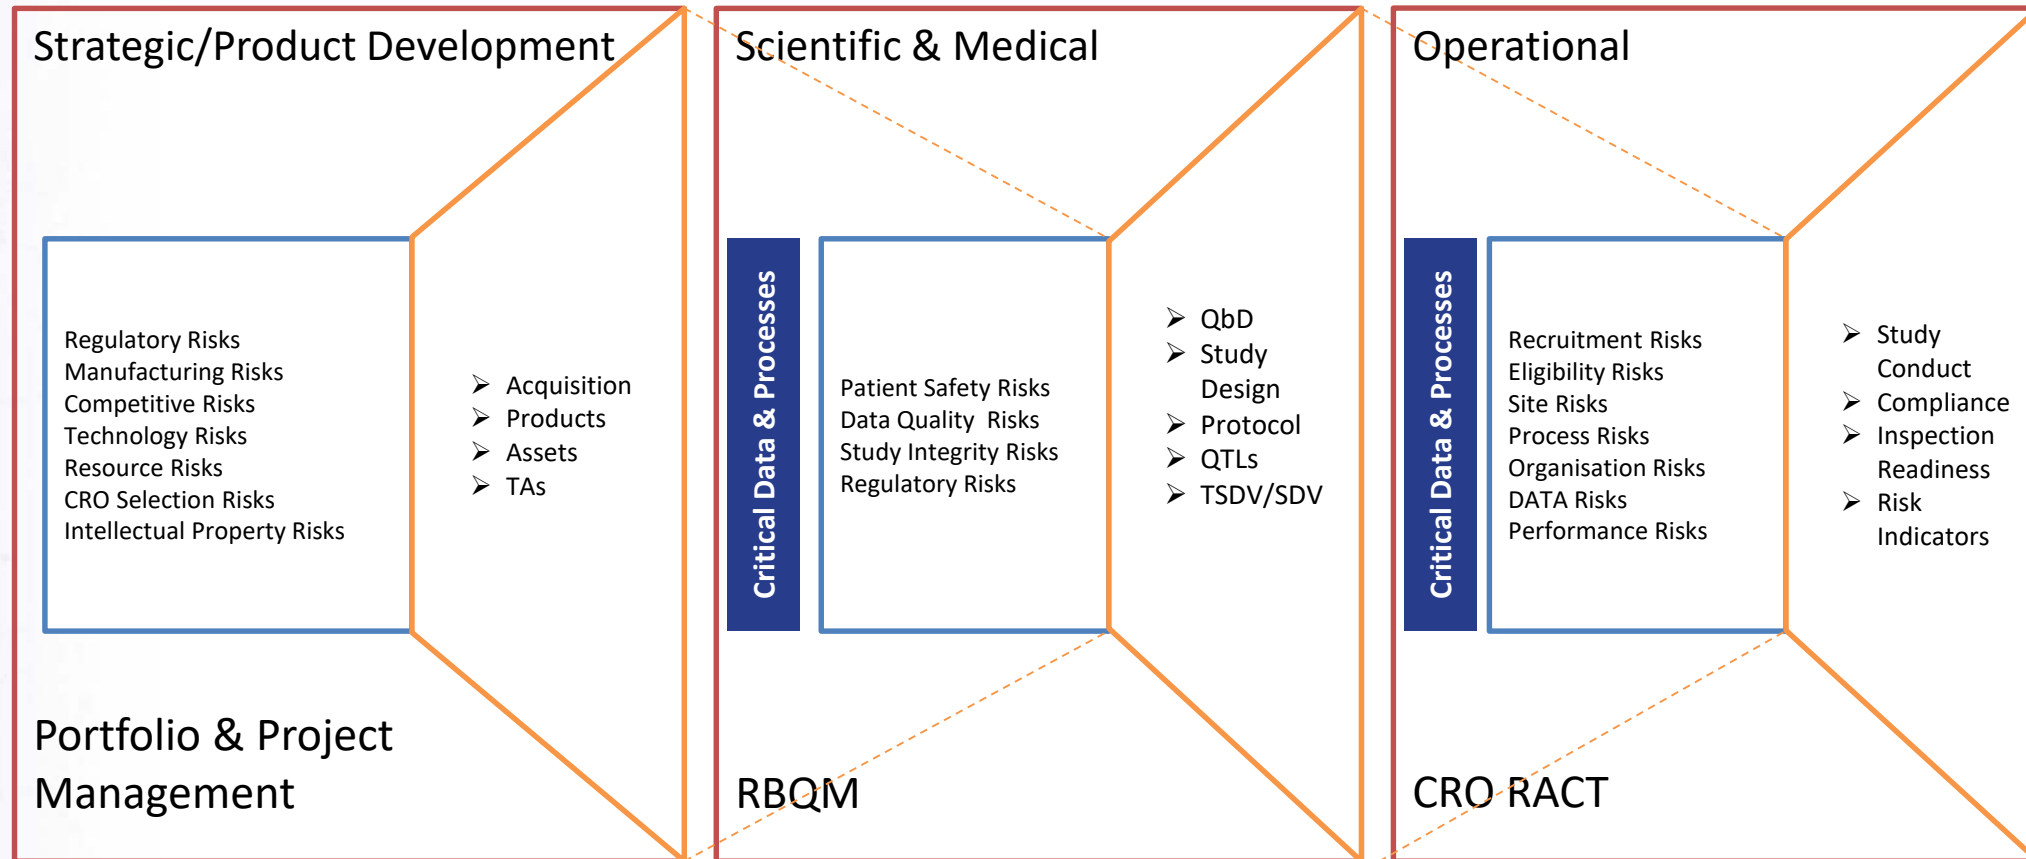 Strategic/Product Development
Regulatory Risks
Manufacturing Risks
Competitive Risks
Technology Risks
Resource Risks
CRO Selection Risks
Intellectual Property Risks
➢ Acquisition
➢ Products
➢ Assets
➢ TAs
Portfolio & Project
Management
Scientific & Medical
Critical Data & Processes
Patient Safety Risks
Data Quality  Risks
Study Integrity Risks
Regulatory Risks
➢ QbD
➢ Study
Design
➢ Protocol
➢ QTLs
➢ TSDV/SDV
RBQM
Operational
Critical Data & Processes
Recruitment Risks
Eligibility Risks
Site Risks
Process Risks
Organisation Risks
DATA Risks
Performance Risks
➢ Study
Conduct
➢ Compliance
➢ Inspection
Readiness
➢ Risk
Indicators
CRO RACT